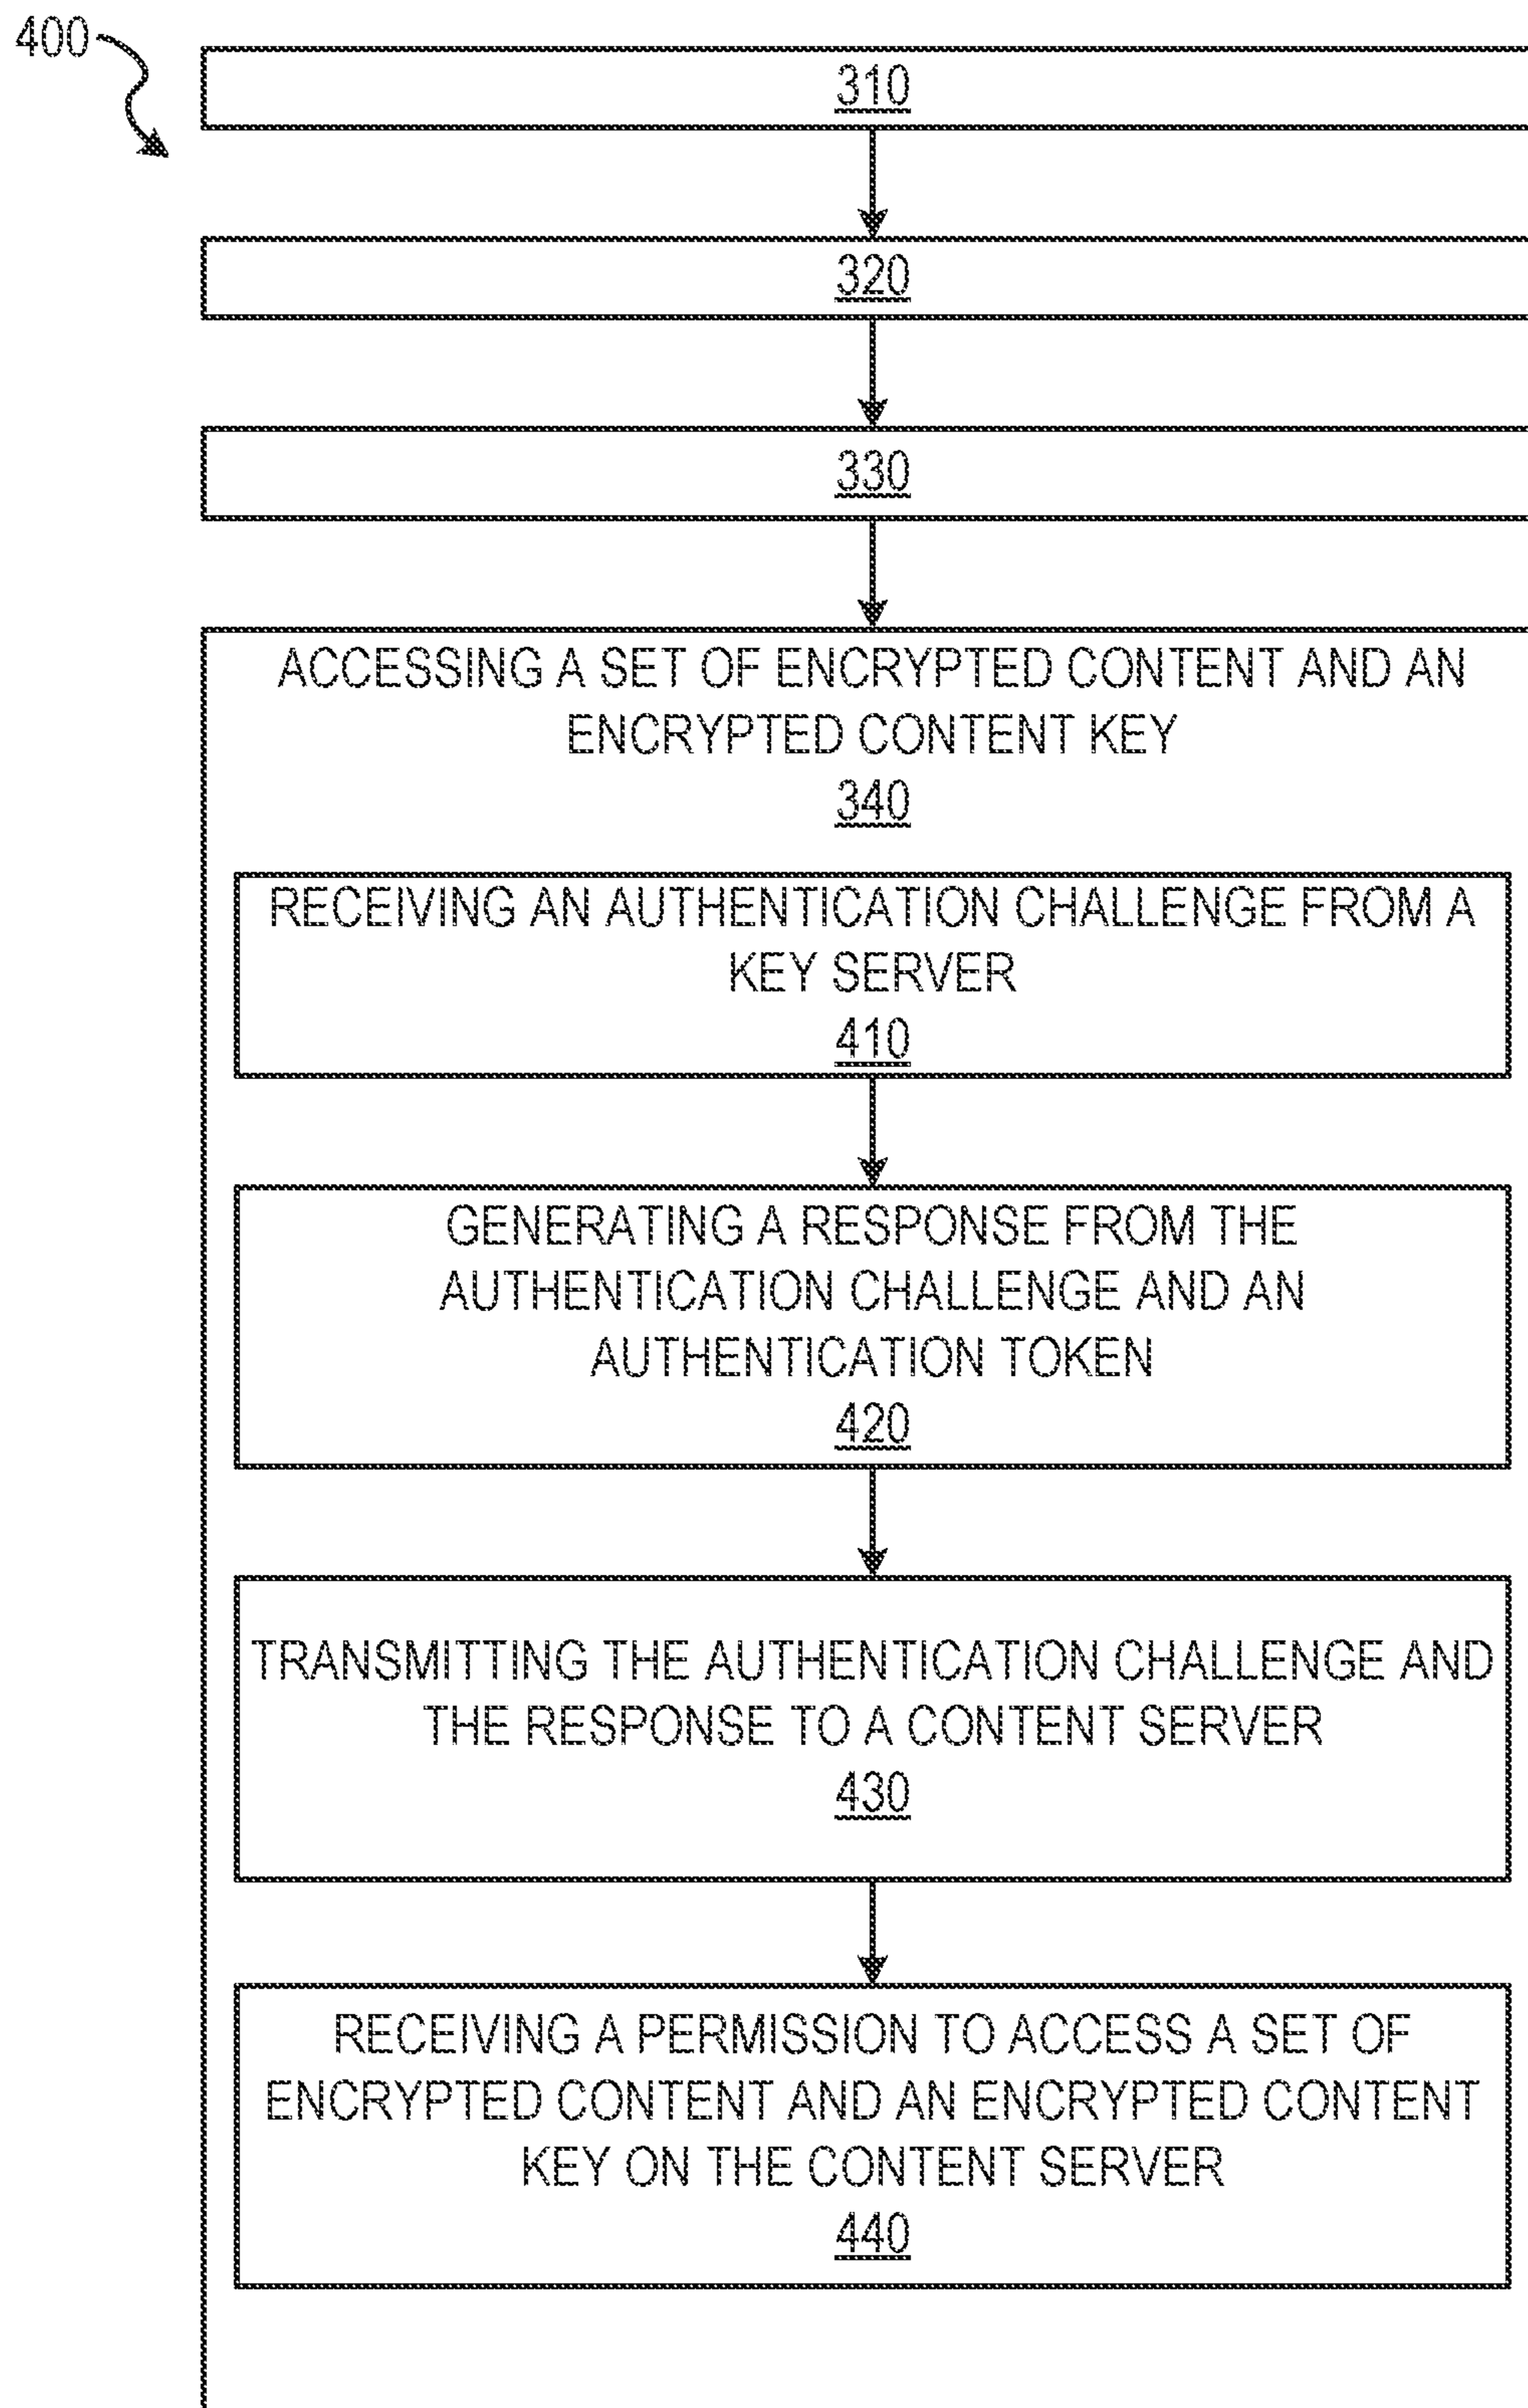 400
310
320
330
ACCESSING A SET OF ENCRYPTED CONTENT AND AN
ENCRYPTED CONTENT KEY
340
RECEIVING AN AUTHENTICATION CHALLENGE FROM A
KEY SERVER
410
GENERATING A RESPONSE FROM THE
AUTHENTICATION CHALLENGE AND AN
AUTHENTICATION TOKEN
420
TRANSMITTING THE AUTHENTICATION CHALLENGE AND
THE RESPONSE TO A CONTENT SERVER
430
RECEIVING A PERMISSION TO ACCESS A SET OF
ENCRYPTED CONTENT AND AN ENCRYPTED CONTENT
KEY ON THE CONTENT SERVER
440